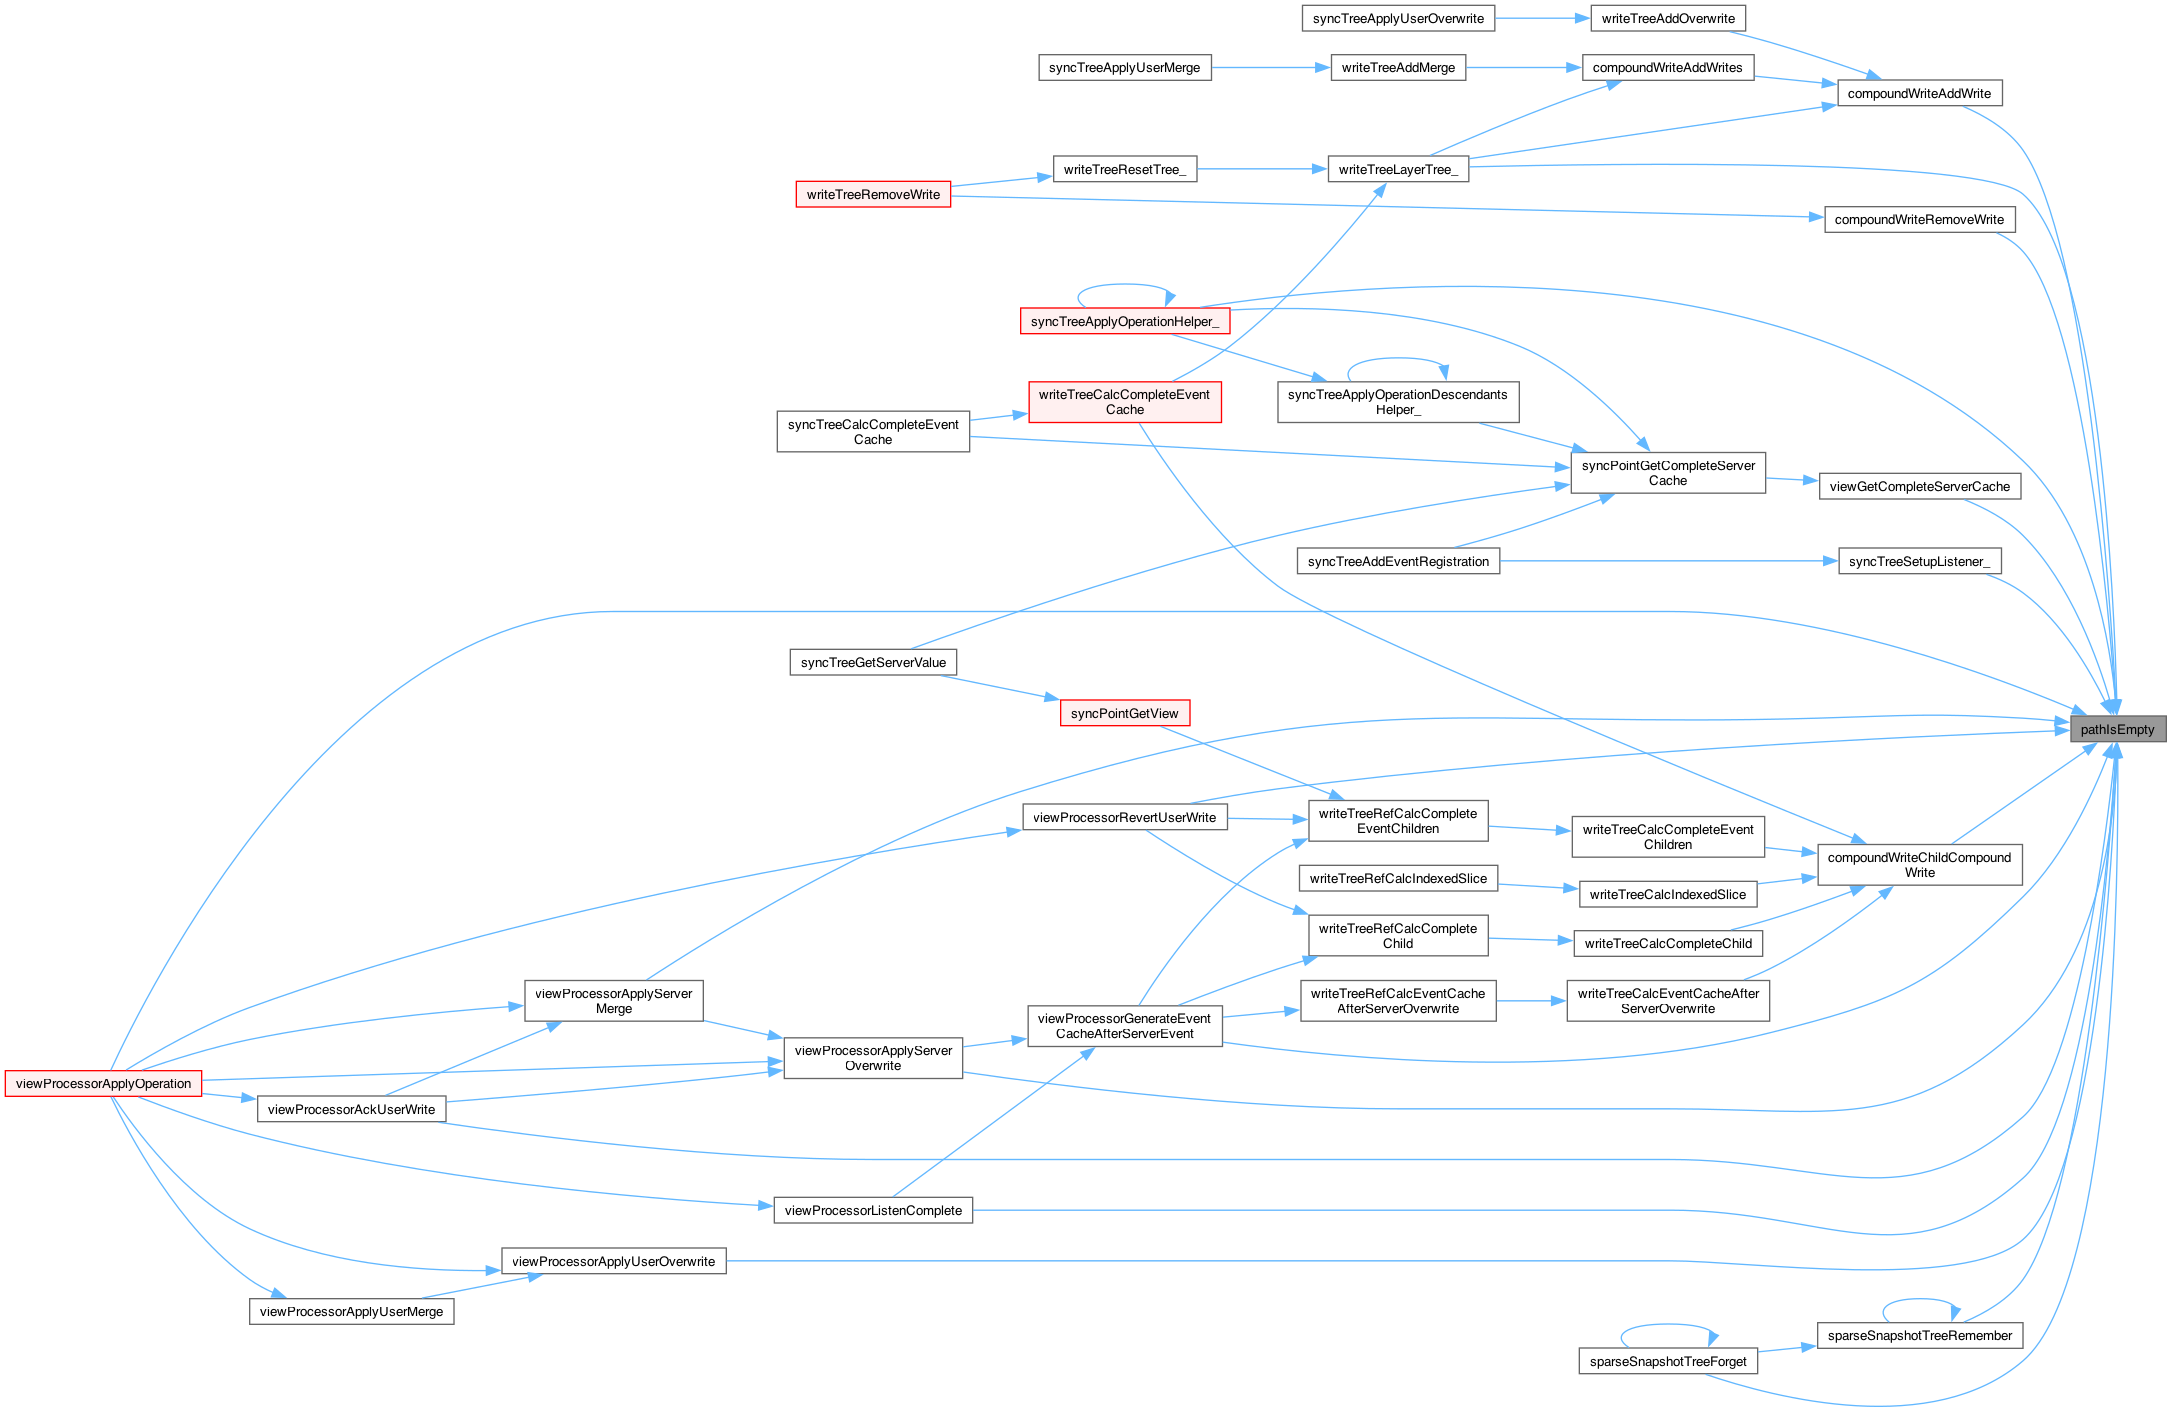 syncTreeApplyUserOverwrite
writeTreeAddOverwrite
syncTreeApplyUserMerge
writeTreeAddMerge
compoundWriteAddWrites
compoundWriteAddWrite
writeTreeResetTree_
writeTreeLayerTree_
writeTreeRemoveWrite
compoundWriteRemoveWrite
syncTreeApplyOperationHelper_
writeTreeCalcCompleteEvent
Cache
syncTreeApplyOperationDescendants
Helper_
syncTreeCalcCompleteEvent
Cache
syncPointGetCompleteServer
Cache
viewGetCompleteServerCache
syncTreeAddEventRegistration
syncTreeSetupListener_
syncTreeGetServerValue
syncPointGetView
pathIsEmpty
viewProcessorRevertUserWrite
writeTreeRefCalcComplete
EventChildren
writeTreeCalcCompleteEvent
Children
compoundWriteChildCompound
Write
writeTreeRefCalcIndexedSlice
writeTreeCalcIndexedSlice
writeTreeRefCalcComplete
Child
writeTreeCalcCompleteChild
viewProcessorApplyServer
Merge
writeTreeRefCalcEventCache
AfterServerOverwrite
writeTreeCalcEventCacheAfter
ServerOverwrite
viewProcessorGenerateEvent
CacheAfterServerEvent
viewProcessorApplyServer
Overwrite
viewProcessorApplyOperation
viewProcessorAckUserWrite
viewProcessorListenComplete
viewProcessorApplyUserOverwrite
viewProcessorApplyUserMerge
sparseSnapshotTreeRemember
sparseSnapshotTreeForget